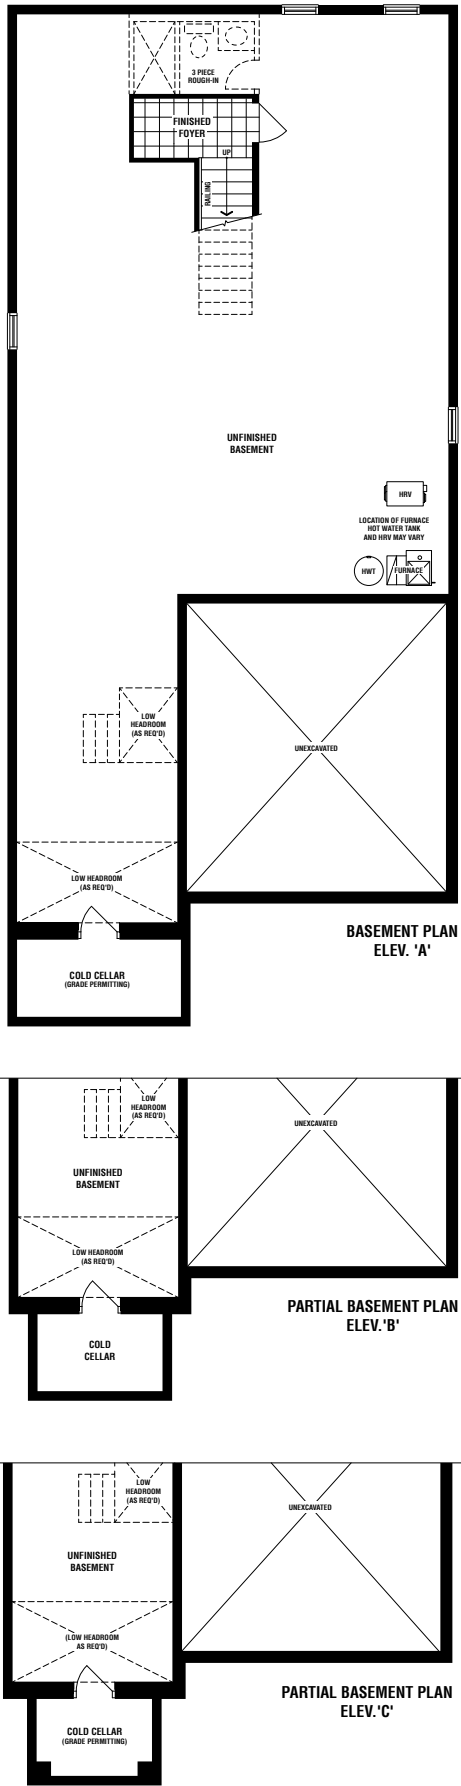 3 PIECE
ROUGH-IN
FINISHED
FOYER
UP
RAILING
UNFINISHED
BASEMENT
HRV
LOCATION OF FURNACE
HOT WATER TANK
AND HRV MAY VARY
HWT
FURNACE
LOW
HEADROOM
(AS REQ'D)
UNEXCAVATED
LOW HEADROOM
(AS REQ'D)
BASEMENT PLAN
ELEV. 'A'
COLD CELLAR
(GRADE PERMITTING)
LOW
HEADROOM
(AS REQ'D)
UNEXCAVATED
UNFINISHED
BASEMENT
LOW HEADROOM
(AS REQ'D)
PARTIAL BASEMENT PLAN
ELEV.'B'
COLD
CELLAR
LOW
HEADROOM
(AS REQ'D)
UNEXCAVATED
UNFINISHED
BASEMENT
(LOW HEADROOM
AS REQ'D)
PARTIAL BASEMENT PLAN
ELEV.'C'
COLD CELLAR
(GRADE PERMITTING)